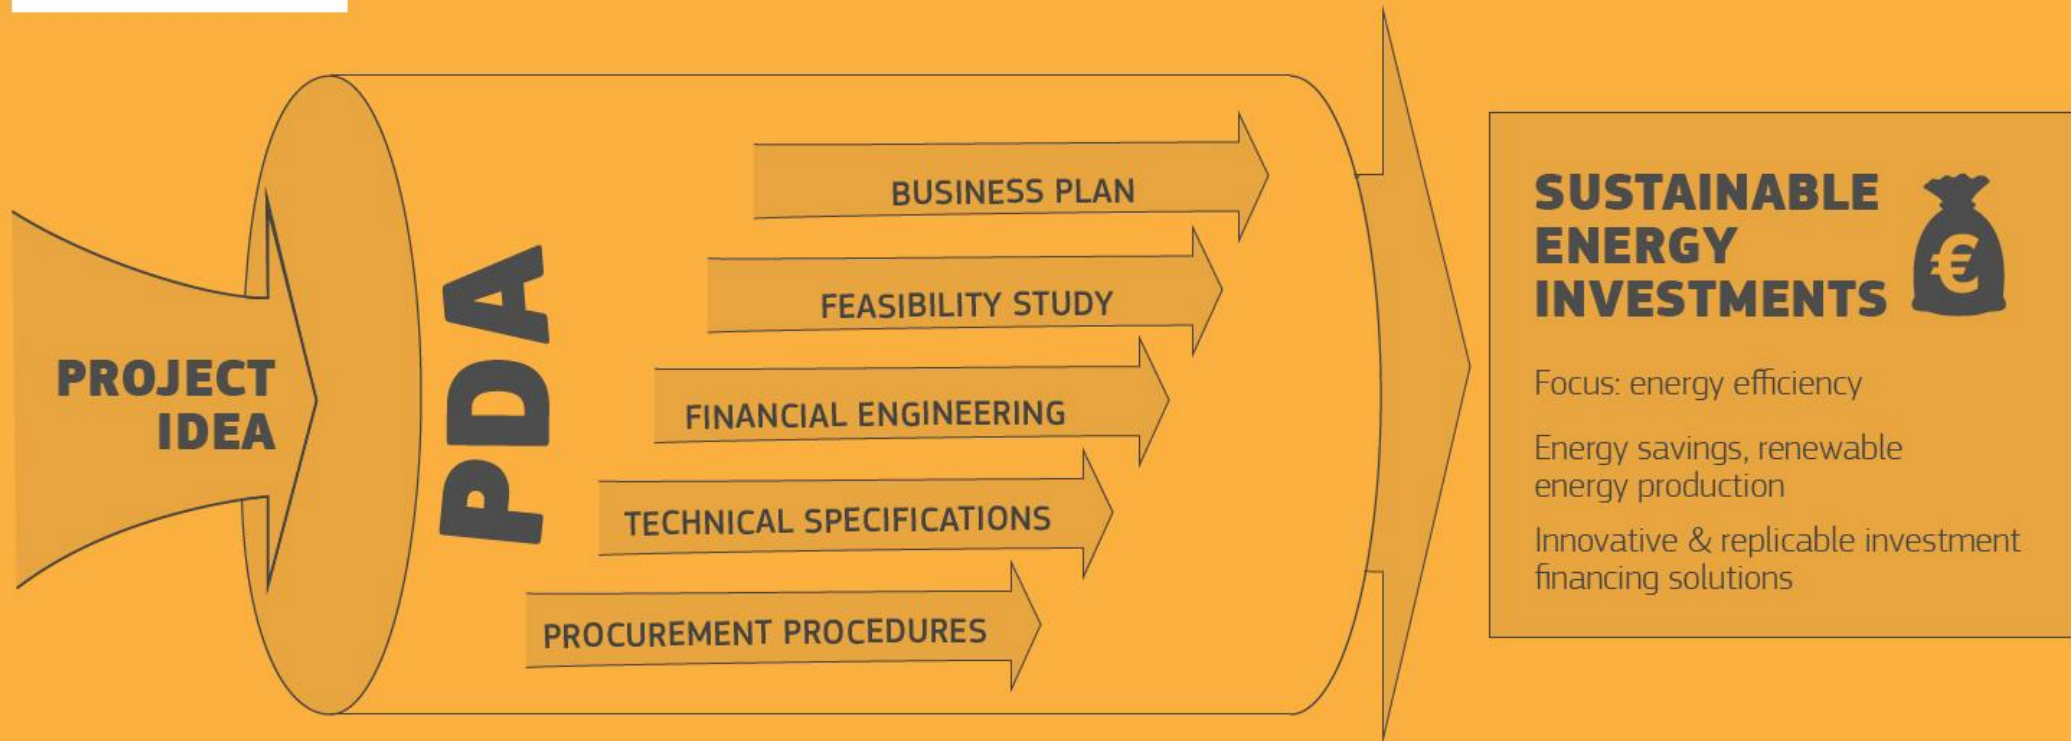 PROJECT
IDEA
PDA
BUSINESS PLAN
FEASIBILITY STUDY
FINANCIAL ENGINEERING
TECHNICAL SPECIFICATIONS
PROCUREMENT PROCEDURES
SUSTAINABLE
ENERGY
INVESTMENTS
€
Focus: energy efficiency
Energy savings, renewable
energy production
Innovative & replicable investment
financing solutions